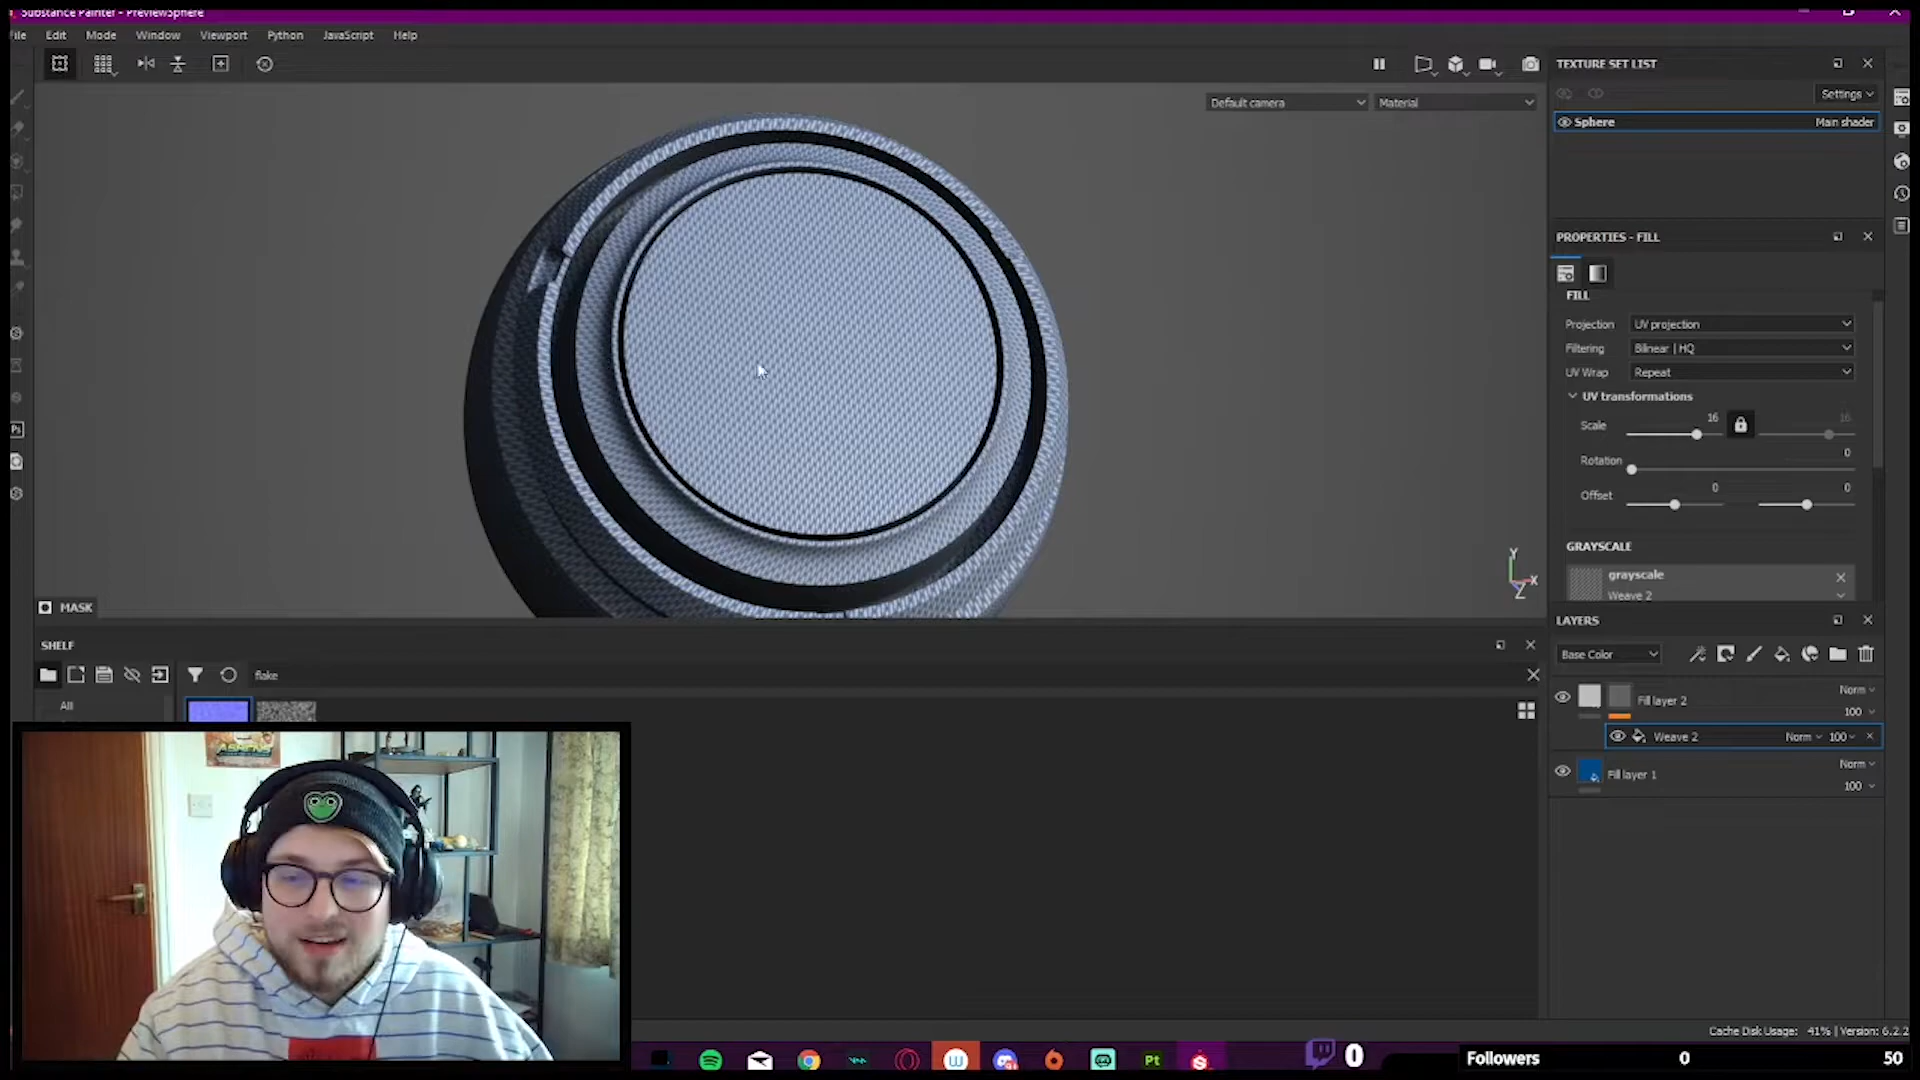 Substance Painter - PreviewSphere
File Edit Mode Window Viewport Python JavaScript Help
Default camera
Material
TEXTURE SET LIST
Settings
Sphere
Main shader
PROPERTIES - FILL
FILL
Projection UV projection
Filtering Bilinear | HQ
UV Wrap Repeat
UV transformations
Scale 16 16
Rotation 0
Offset 0 0
GRAYSCALE
grayscale
Weave 2
Y
X
Z
MASK
SHELF
flake
All
LAYERS
Base Color
Fill layer 2 Norm
100
Weave 2 Norm 100
Fill layer 1 Norm
100
Ps
Cache Disk Usage: 41% | Version: 6.2.2
Pt
0
Followers 0 50